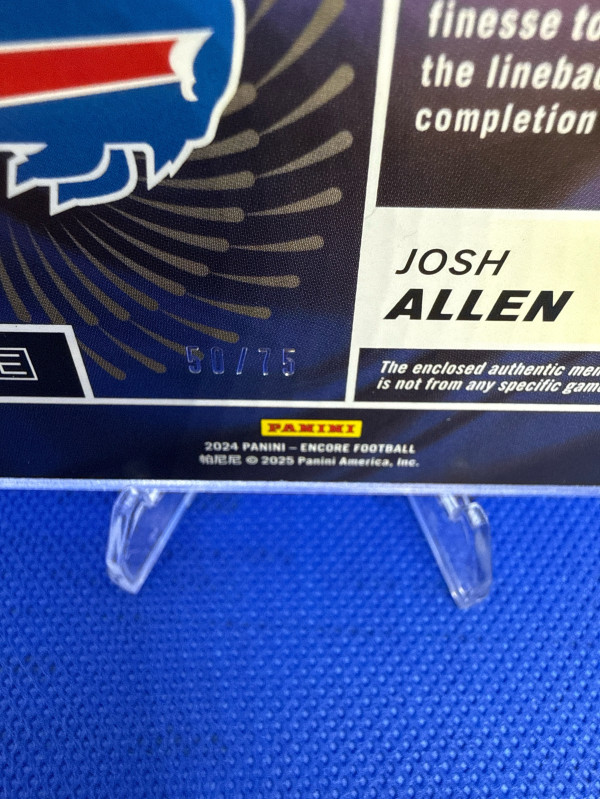 finesse to
the lineba
completion
JOSH
ALLEN
50/75
The enclosed authentic mem
is not from any specific gam
PANINI
2024 PANINI – ENCORE FOOTBALL
帕尼尼 © 2025 Panini America, Inc.